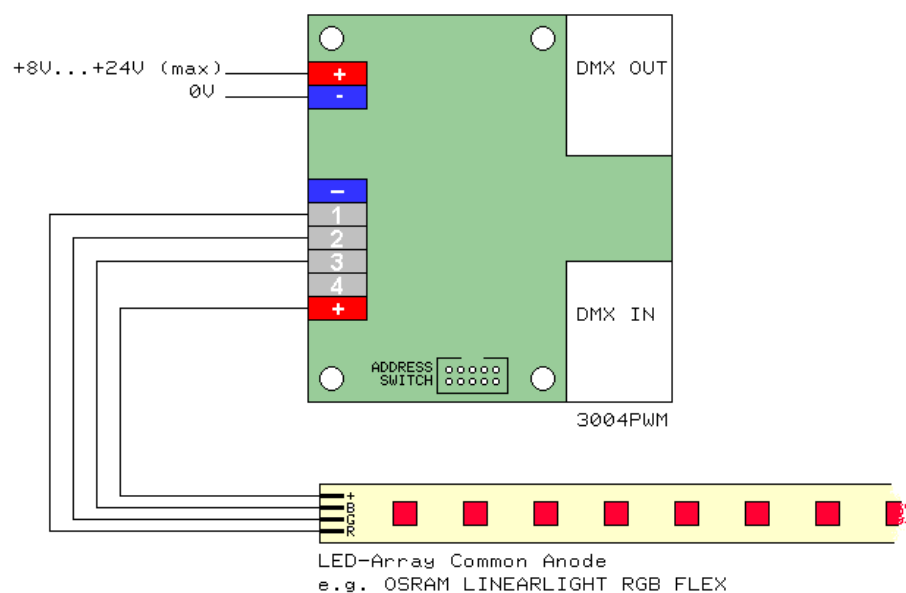 +8V...+24V (max)
0V
+
-
DMX OUT
-
1
2
3
4
+
DMX IN
ADDRESS
SWITCH
3004PWM
+
B
G
R
LED-Array Common Anode
e.g. OSRAM LINEARLIGHT RGB FLEX